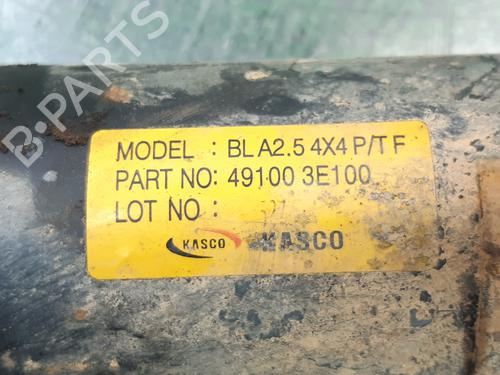 B-PARTS
MODEL : BL A2.5 4X4 P/T F
PART NO: 49100 3E100
LOT NO :
KASCO KASCO